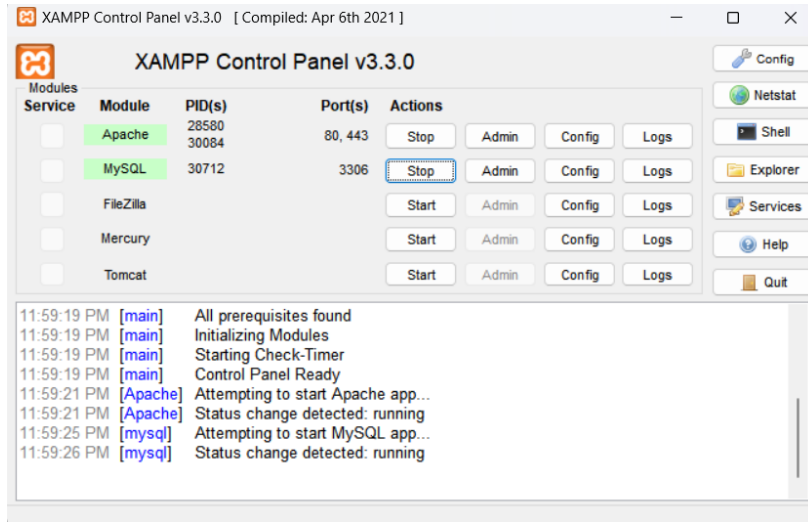 XAMPP Control Panel v3.3.0 [ Compiled: Apr 6th 2021 ]
XAMPP Control Panel v3.3.0
Config
Modules
Service Module PID(s) Port(s) Actions
Netstat
Apache 28580 30084 80, 443 Stop Admin Config Logs
Shell
MySQL 30712 3306 Stop Admin Config Logs
Explorer
FileZilla Start Admin Config Logs
Services
Mercury Start Admin Config Logs
Help
Tomcat Start Admin Config Logs
Quit
11:59:19 PM [main] All prerequisites found
11:59:19 PM [main] Initializing Modules
11:59:19 PM [main] Starting Check-Timer
11:59:19 PM [main] Control Panel Ready
11:59:21 PM [Apache] Attempting to start Apache app...
11:59:21 PM [Apache] Status change detected: running
11:59:25 PM [mysql] Attempting to start MySQL app...
11:59:26 PM [mysql] Status change detected: running